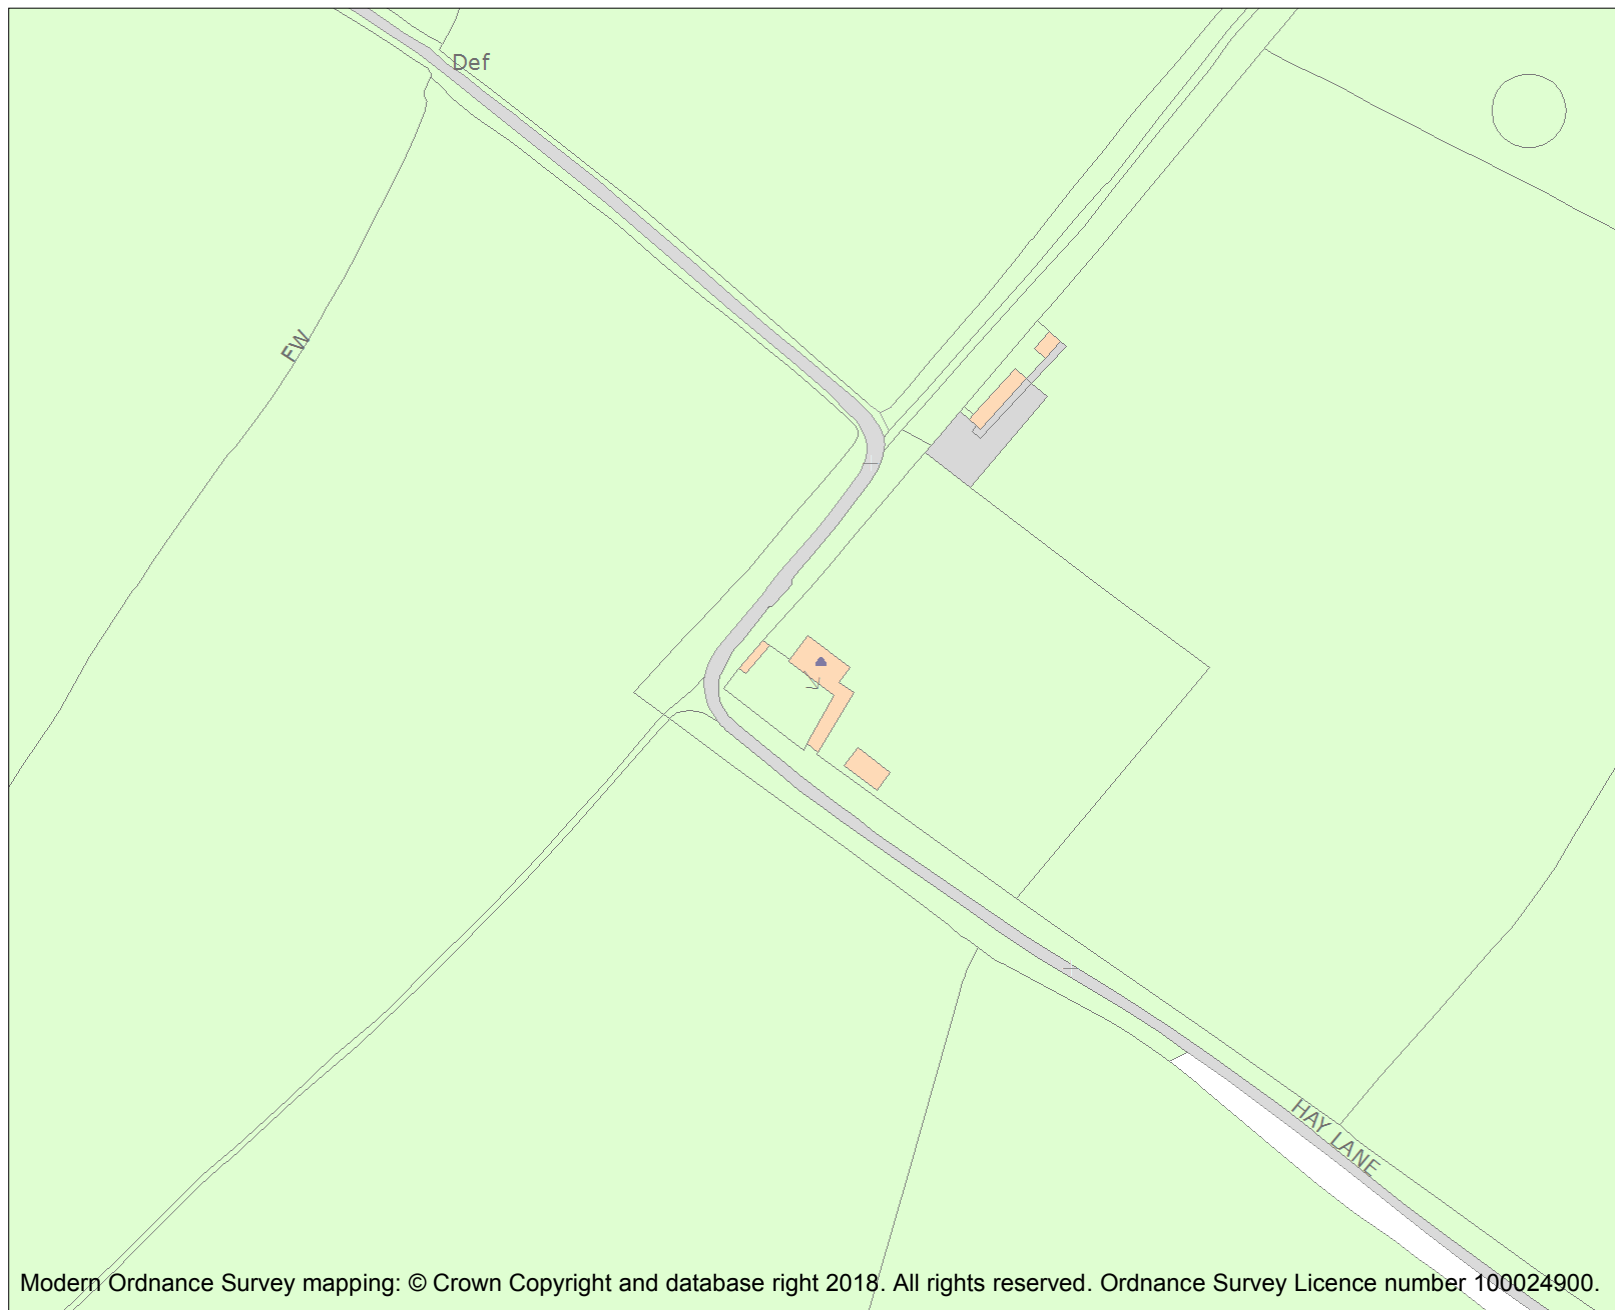 Def
FW
HAY LANE
Modern Ordnance Survey mapping: © Crown Copyright and database right 2018. All rights reserved. Ordnance Survey Licence number 100024900.